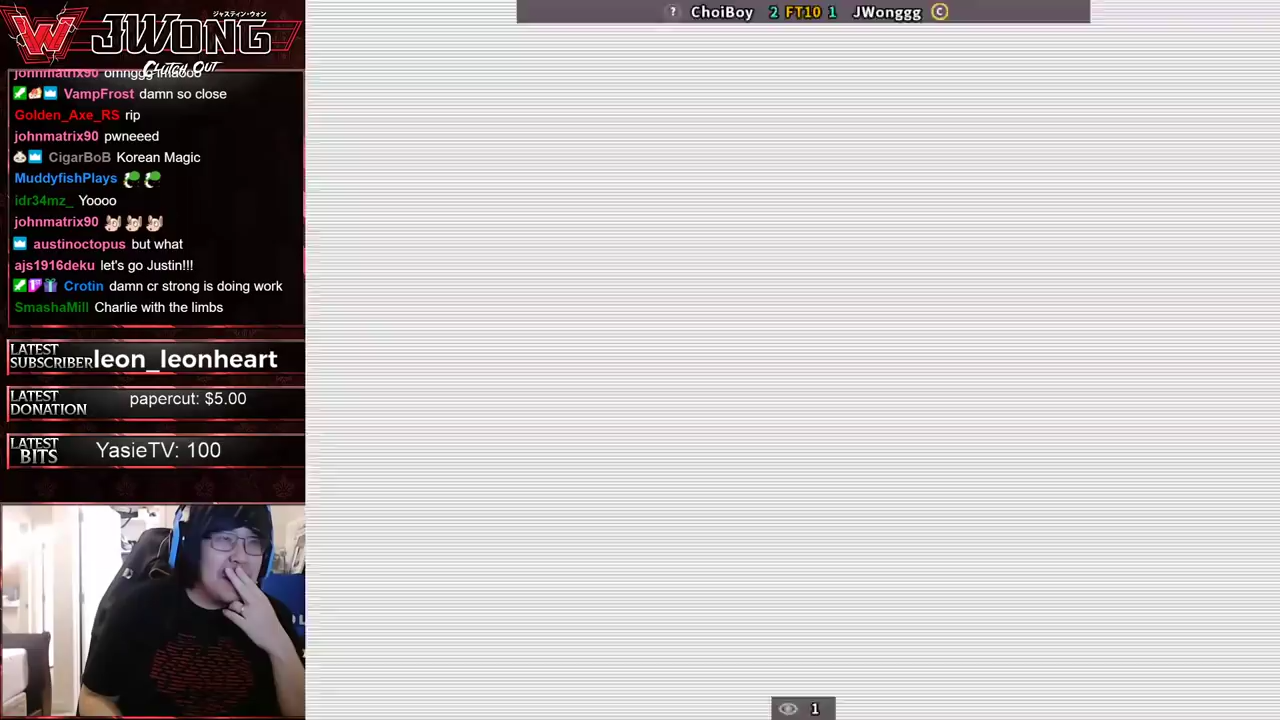 ジャスティン・ウォン
JWONG
Clutch Out
johnmatrix90 omnggg lmaooo
VampFrost damn so close
Golden_Axe_RS rip
johnmatrix90 pwneeed
CigarBoB Korean Magic
MuddyfishPlays
idr34mz_ Yoooo
johnmatrix90
austinoctopus but what
ajs1916deku let's go Justin!!!
Crotin damn cr strong is doing work
SmashaMill Charlie with the limbs
LATEST SUBSCRIBER leon_leonheart
LATEST DONATION papercut: $5.00
LATEST BITS YasieTV: 100
? ChoiBoy 2 FT10 1 JWonggg C
1